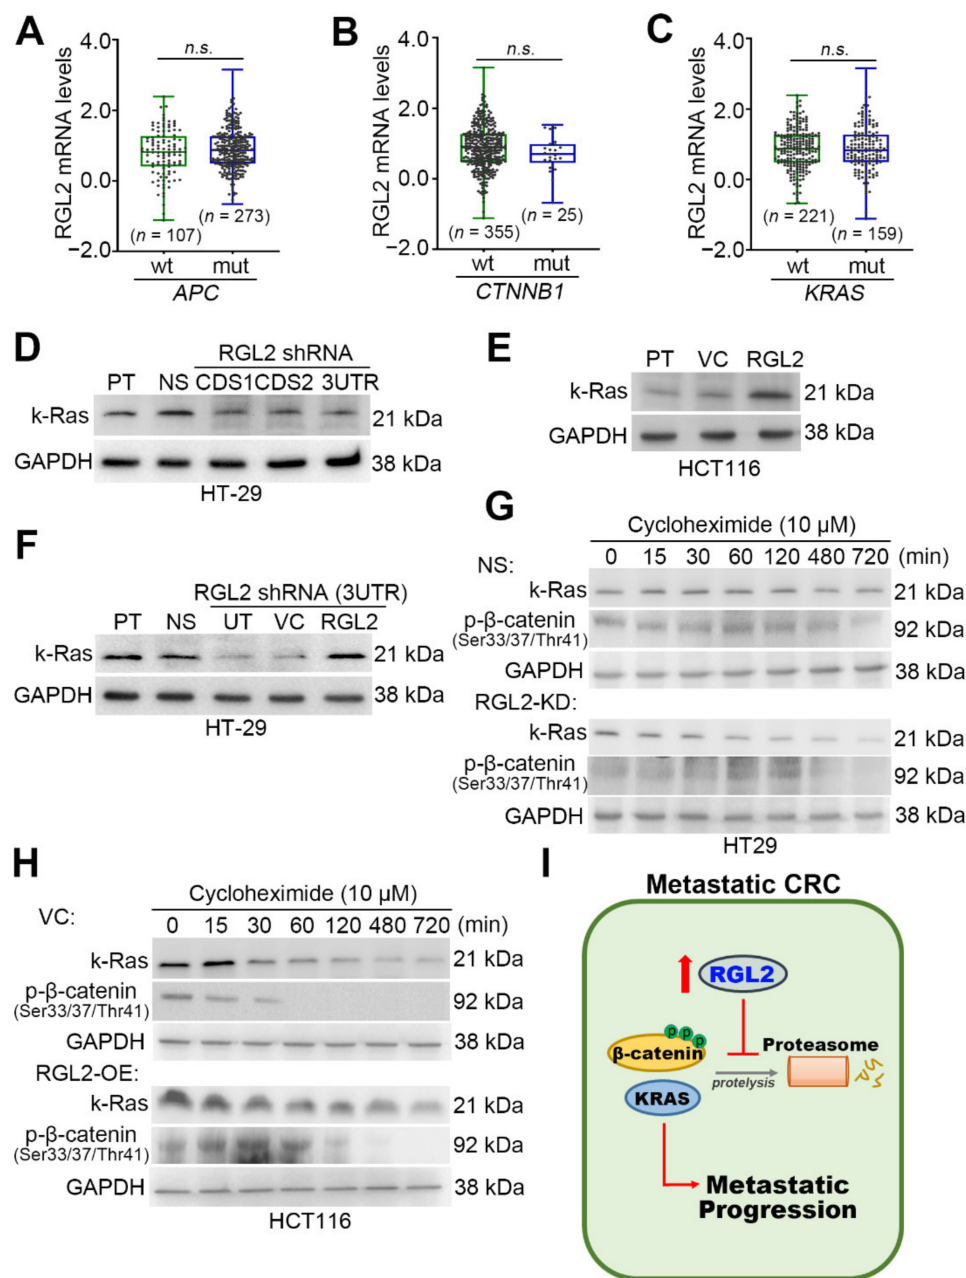 A
RGL2 mRNA levels
4.0
2.0
0.0
−2.0
n.s.
(n = 107)
(n = 273)
wt mut
APC
B
RGL2 mRNA levels
4.0
2.0
0.0
−2.0
n.s.
(n = 355)
(n = 25)
wt mut
CTNNB1
C
RGL2 mRNA levels
4.0
2.0
0.0
−2.0
n.s.
(n = 221)
(n = 159)
wt mut
KRAS
D
RGL2 shRNA
PT NS CDS1 CDS2 3UTR
k-Ras 21 kDa
GAPDH 38 kDa
HT-29
E
PT VC RGL2
k-Ras 21 kDa
GAPDH 38 kDa
HCT116
F
RGL2 shRNA (3UTR)
PT NS UT VC RGL2
k-Ras 21 kDa
GAPDH 38 kDa
HT-29
G
Cycloheximide (10 µM)
NS: 0 15 30 60 120 480 720 (min)
k-Ras 21 kDa
p-β-catenin 92 kDa
(Ser33/37/Thr41)
GAPDH 38 kDa
RGL2-KD:
k-Ras 21 kDa
p-β-catenin 92 kDa
(Ser33/37/Thr41)
GAPDH 38 kDa
HT29
H
Cycloheximide (10 µM)
VC: 0 15 30 60 120 480 720 (min)
k-Ras 21 kDa
p-β-catenin 92 kDa
(Ser33/37/Thr41)
GAPDH 38 kDa
RGL2-OE:
k-Ras 21 kDa
p-β-catenin 92 kDa
(Ser33/37/Thr41)
GAPDH 38 kDa
HCT116
I
Metastatic CRC
RGL2
p p p
β-catenin
Proteasome
protelysis
KRAS
Metastatic
Progression